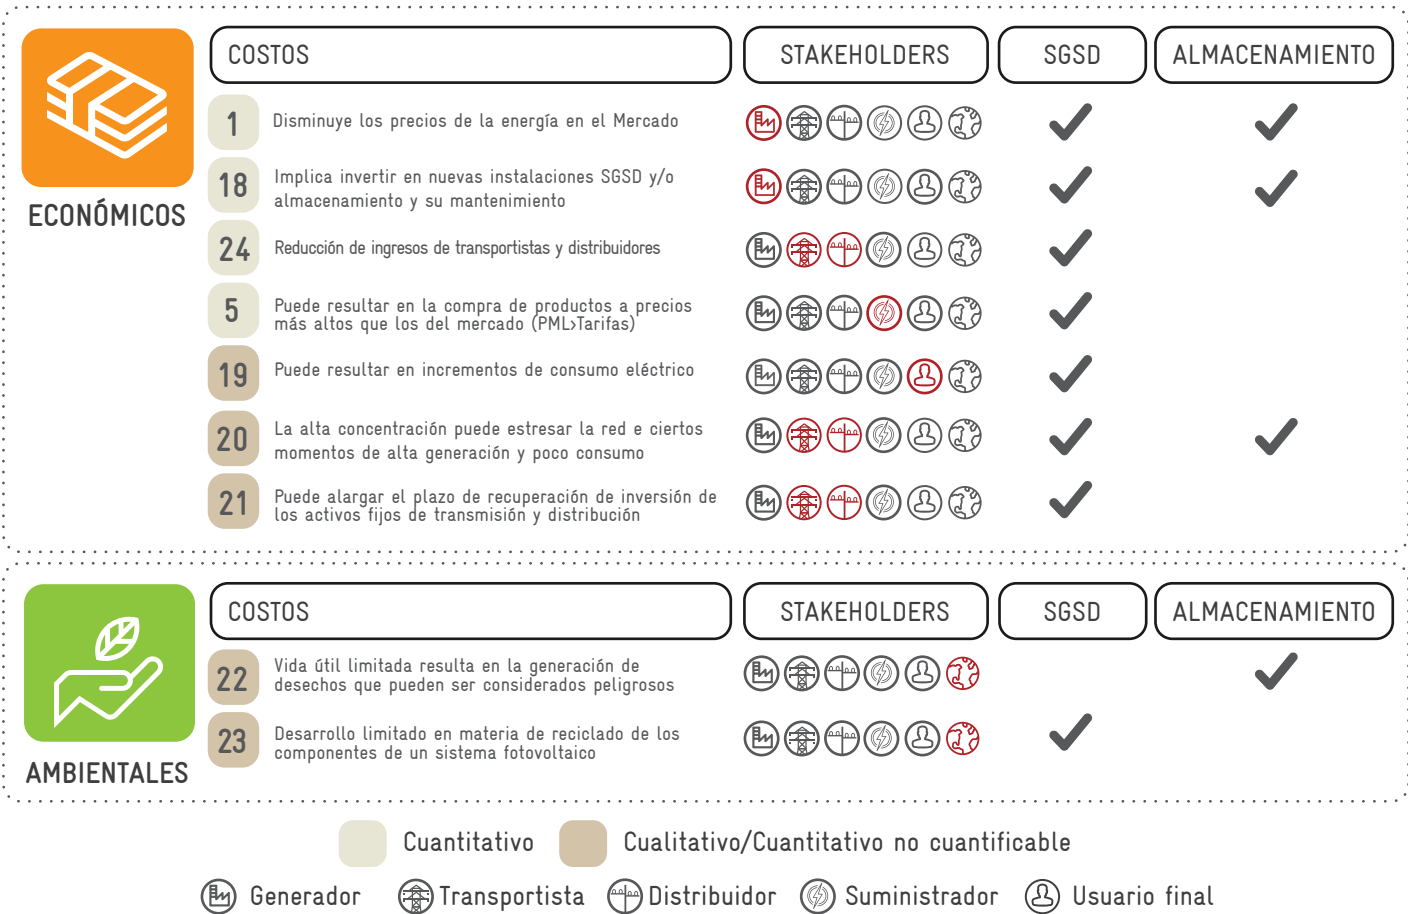 COSTOS STAKEHOLDERS SGSD ALMACENAMIENTO
ECONÓMICOS
1 Disminuye los precios de la energía en el Mercado
18 Implica invertir en nuevas instalaciones SGSD y/o
almacenamiento y su mantenimiento
24 Reducción de ingresos de transportistas y distribuidores
5 Puede resultar en la compra de productos a precios
más altos que los del mercado (PML>Tarifas)
19 Puede resultar en incrementos de consumo eléctrico
20 La alta concentración puede estresar la red e ciertos
momentos de alta generación y poco consumo
21 Puede alargar el plazo de recuperación de inversión de
los activos fijos de transmisión y distribución
COSTOS STAKEHOLDERS SGSD ALMACENAMIENTO
AMBIENTALES
22 Vida útil limitada resulta en la generación de
desechos que pueden ser considerados peligrosos
23 Desarrollo limitado en materia de reciclado de los
componentes de un sistema fotovoltaico
Cuantitativo Cualitativo/Cuantitativo no cuantificable
Generador Transportista Distribuidor Suministrador Usuario final